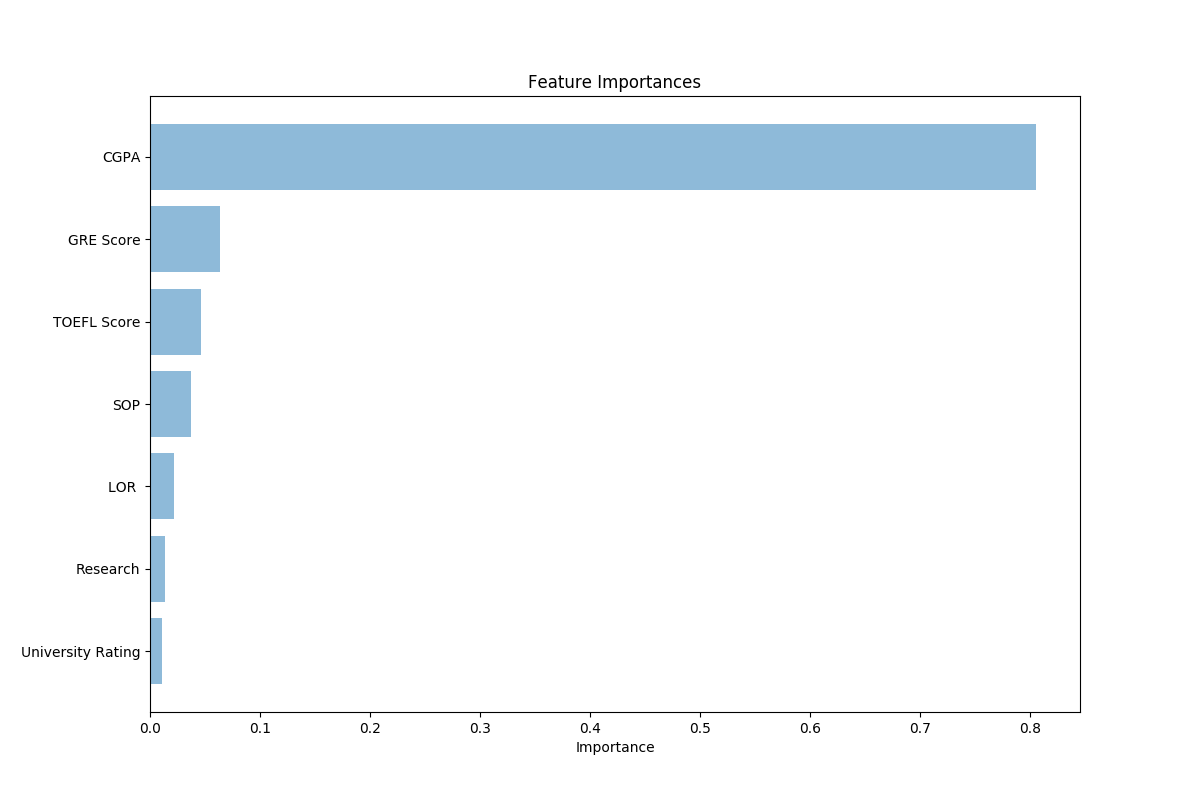 Feature Importances
CGPA
GRE Score
TOEFL Score
SOP
LOR
Research
University Rating
0.0 0.1 0.2 0.3 0.4 0.5 0.6 0.7 0.8
Importance